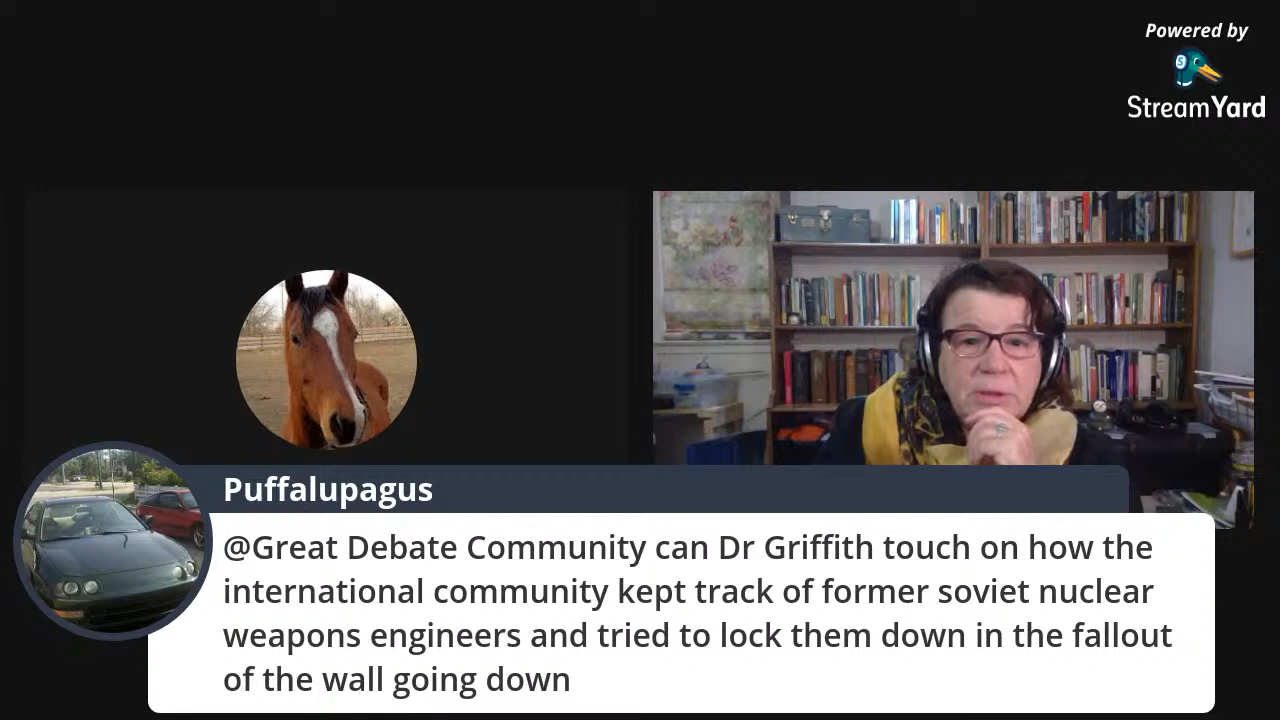 Powered by
StreamYard
Puffalupagus
@Great Debate Community can Dr Griffith touch on how the
international community kept track of former soviet nuclear
weapons engineers and tried to lock them down in the fallout
of the wall going down